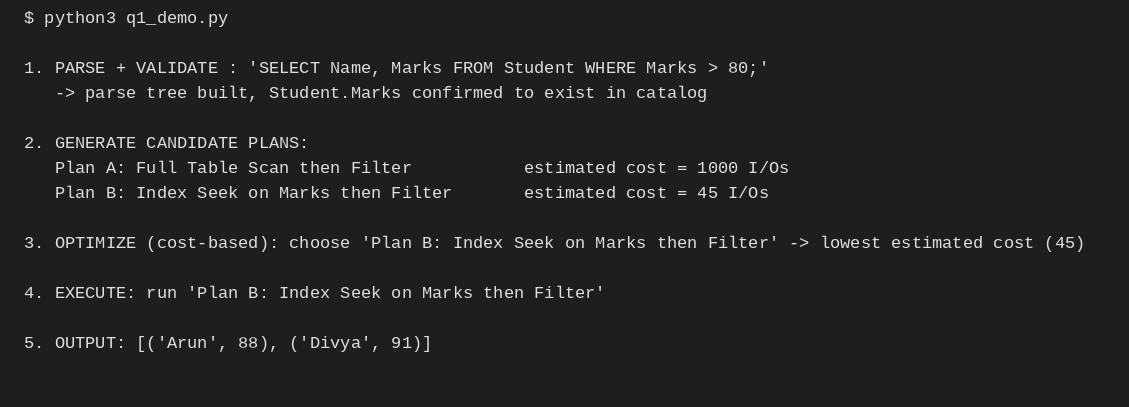 $ python3 q1_demo.py
1. PARSE + VALIDATE : 'SELECT Name, Marks FROM Student WHERE Marks > 80;'
-> parse tree built, Student.Marks confirmed to exist in catalog
2. GENERATE CANDIDATE PLANS:
Plan A: Full Table Scan then Filter           estimated cost = 1000 I/Os
Plan B: Index Seek on Marks then Filter       estimated cost = 45 I/Os
3. OPTIMIZE (cost-based): choose 'Plan B: Index Seek on Marks then Filter' -> lowest estimated cost (45)
4. EXECUTE: run 'Plan B: Index Seek on Marks then Filter'
5. OUTPUT: [('Arun', 88), ('Divya', 91)]